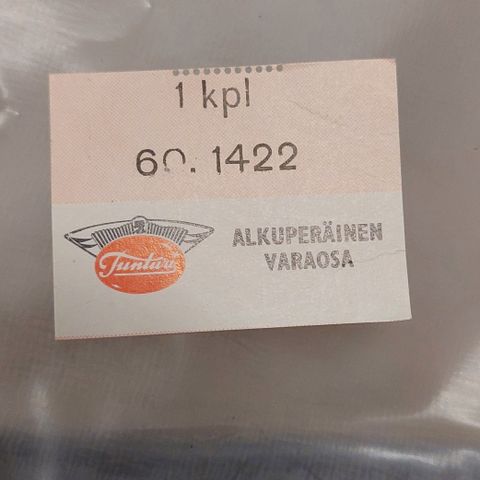 1 kpl
60.1422
Tunturi
ALKUPERÄINEN
VARAOSA